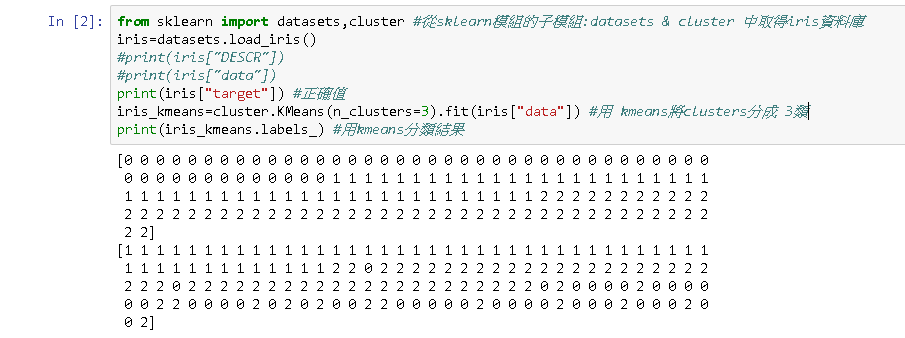 In [2]: from sklearn import datasets,cluster #從sklearn模組的子模組:datasets & cluster 中取得iris資料庫
iris=datasets.load_iris()
#print(iris["DESCR"])
#print(iris["data"])
print(iris["target"]) #正確值
iris_kmeans=cluster.KMeans(n_clusters=3).fit(iris["data"]) #用 kmeans將clusters分成 3類
print(iris_kmeans.labels_) #用kmeans分類結果
[0 0 0 0 0 0 0 0 0 0 0 0 0 0 0 0 0 0 0 0 0 0 0 0 0 0 0 0 0 0 0 0 0 0 0 0 0
0 0 0 0 0 0 0 0 0 0 0 0 0 1 1 1 1 1 1 1 1 1 1 1 1 1 1 1 1 1 1 1 1 1 1 1 1
1 1 1 1 1 1 1 1 1 1 1 1 1 1 1 1 1 1 1 1 1 1 1 1 1 1 2 2 2 2 2 2 2 2 2 2 2
2 2 2 2 2 2 2 2 2 2 2 2 2 2 2 2 2 2 2 2 2 2 2 2 2 2 2 2 2 2 2 2 2 2 2 2 2
2 2]
[1 1 1 1 1 1 1 1 1 1 1 1 1 1 1 1 1 1 1 1 1 1 1 1 1 1 1 1 1 1 1 1 1 1 1 1 1
1 1 1 1 1 1 1 1 1 1 1 1 1 2 2 0 2 2 2 2 2 2 2 2 2 2 2 2 2 2 2 2 2 2 2 2 2
2 2 2 0 2 2 2 2 2 2 2 2 2 2 2 2 2 2 2 2 2 2 2 2 2 2 0 2 0 0 0 0 2 0 0 0 0
0 0 2 2 0 0 0 0 2 0 2 0 2 0 0 2 2 0 0 0 0 0 2 0 0 0 0 2 0 0 0 2 0 0 0 2 0
0 2]